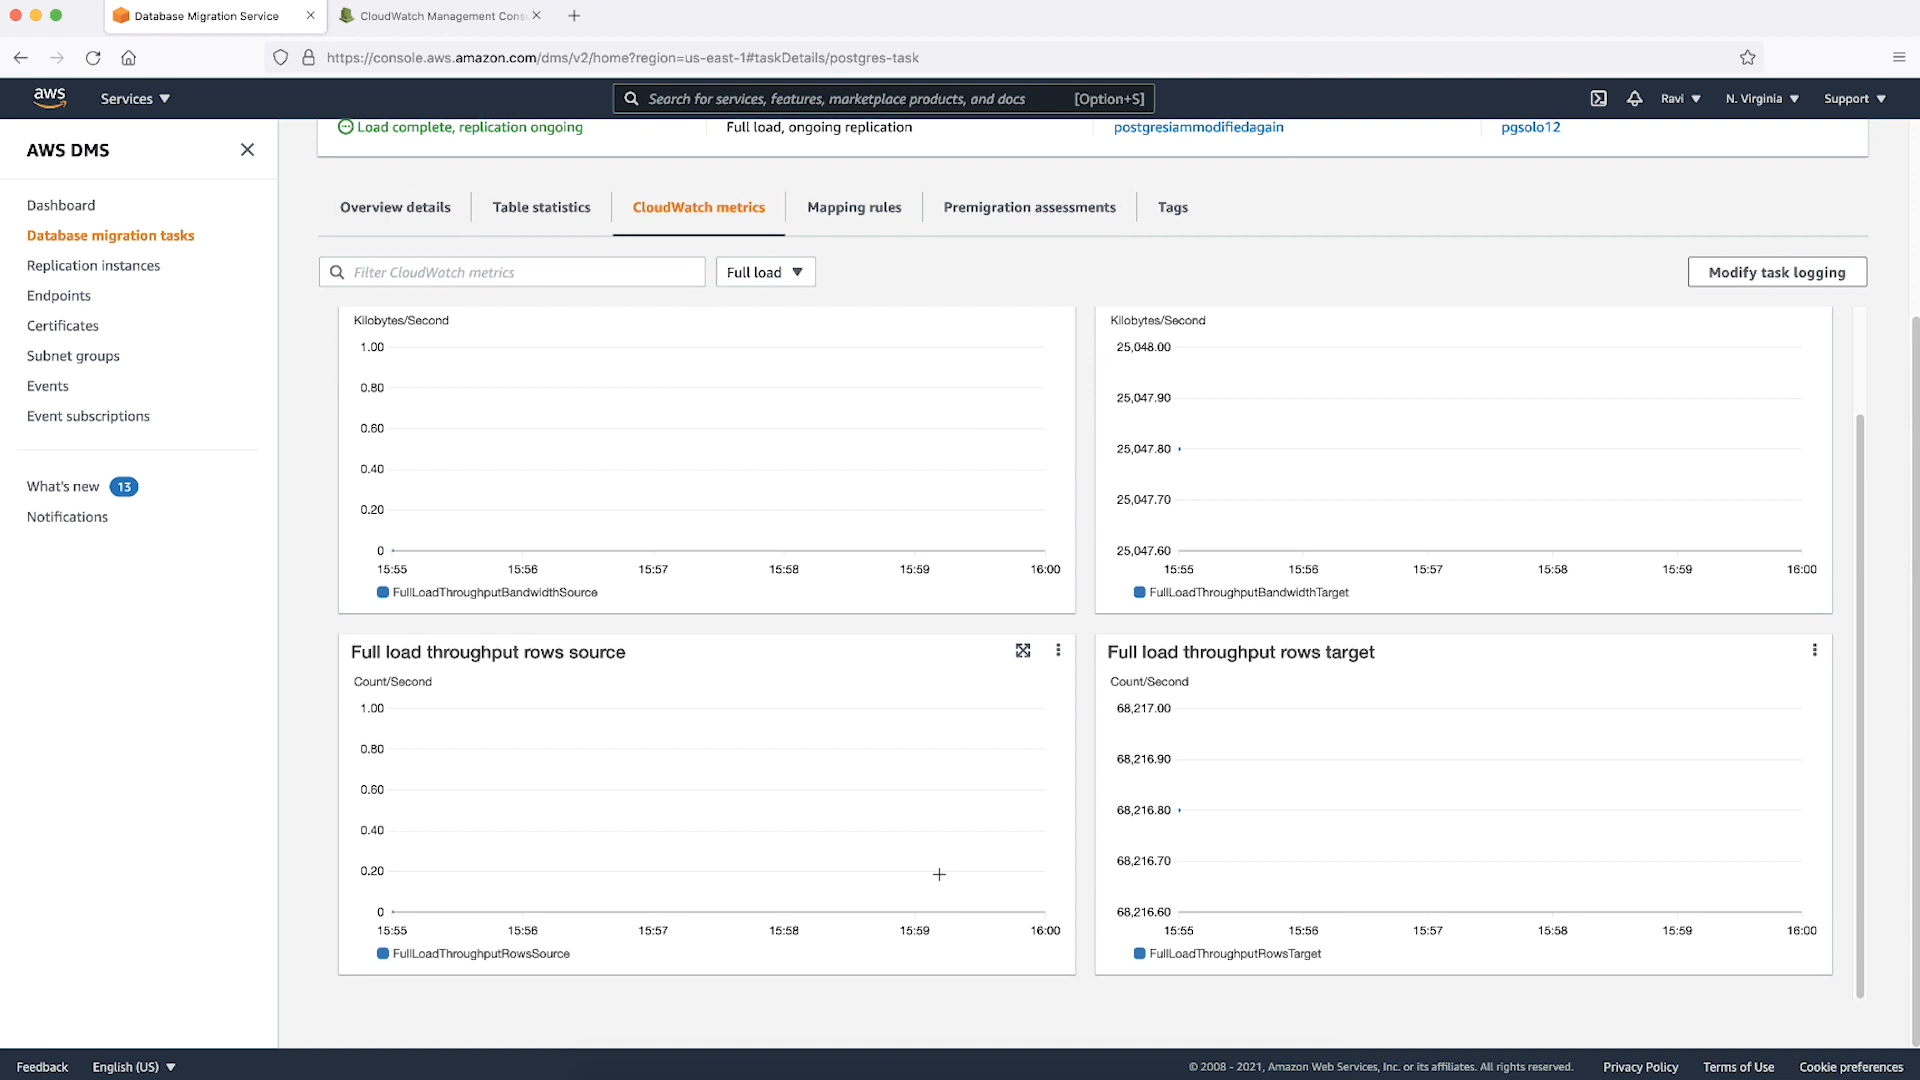 Database Migration Service
CloudWatch Management Cons
https://console.aws.amazon.com/dms/v2/home?region=us-east-1#taskDetails/postgres-task
aws
Services
Search for services, features, marketplace products, and docs [Option+S]
Ravi
N. Virginia
Support
AWS DMS
Dashboard
Database migration tasks
Replication instances
Endpoints
Certificates
Subnet groups
Events
Event subscriptions
What's new 13
Notifications
Load complete, replication ongoing
Full load, ongoing replication
postgresiammodifiedagain
pgsolo12
Overview details
Table statistics
CloudWatch metrics
Mapping rules
Premigration assessments
Tags
Filter CloudWatch metrics
Full load
Modify task logging
Kilobytes/Second
1.00
0.80
0.60
0.40
0.20
0
15:55 15:56 15:57 15:58 15:59 16:00
FullLoadThroughputBandwidthSource
Kilobytes/Second
25,048.00
25,047.90
25,047.80
25,047.70
25,047.60
15:55 15:56 15:57 15:58 15:59 16:00
FullLoadThroughputBandwidthTarget
Full load throughput rows source
Count/Second
1.00
0.80
0.60
0.40
0.20
0
15:55 15:56 15:57 15:58 15:59 16:00
FullLoadThroughputRowsSource
Full load throughput rows target
Count/Second
68,217.00
68,216.90
68,216.80
68,216.70
68,216.60
15:55 15:56 15:57 15:58 15:59 16:00
FullLoadThroughputRowsTarget
Feedback
English (US)
© 2008 - 2021, Amazon Web Services, Inc. or its affiliates. All rights reserved.
Privacy Policy
Terms of Use
Cookie preferences